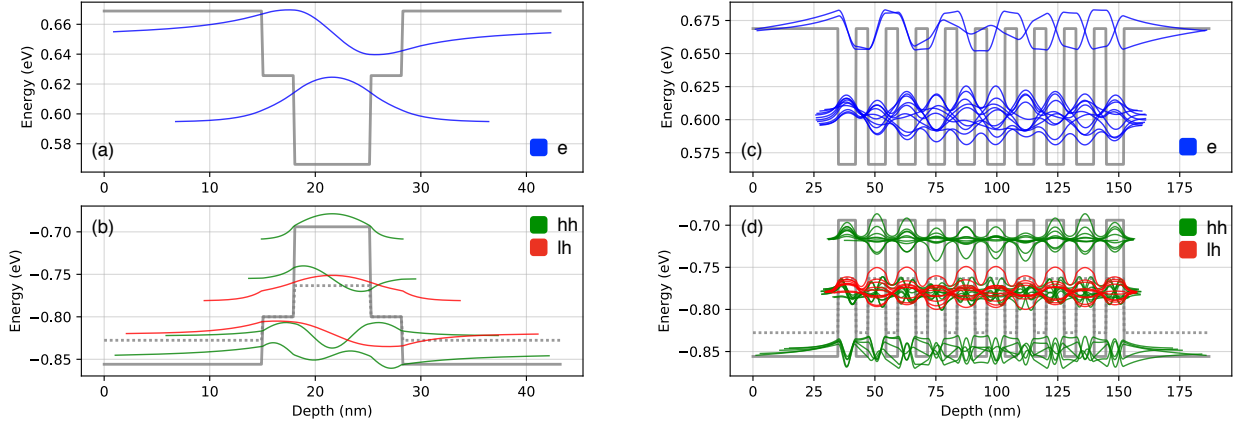 0.66
0.64
0.62
0.60
0.58
Energy (eV)
(a)
e
0 10 20 30 40
−0.70
−0.75
−0.80
−0.85
Energy (eV)
(b)
hh
lh
0 10 20 30 40
Depth (nm)
0.675
0.650
0.625
0.600
0.575
Energy (eV)
(c)
e
0 25 50 75 100 125 150 175
−0.70
−0.75
−0.80
−0.85
Energy (eV)
(d)
hh
lh
0 25 50 75 100 125 150 175
Depth (nm)